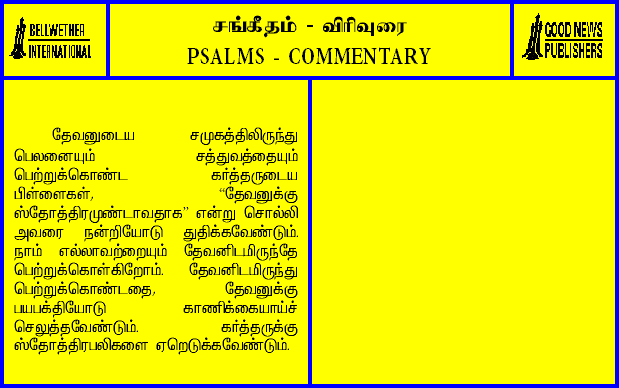 BELLWETHER
INTERNATIONAL
சங்கீதம் - விரிவுரை
PSALMS - COMMENTARY
GOOD NEWS
PUBLISHERS
தேவனுடைய சமுகத்திலிருந்து
பெலனையும் சத்துவத்தையும்
பெற்றுக்கொண்ட கர்த்தருடைய
பிள்ளைகள், “தேவனுக்கு
ஸ்தோத்திரமுண்டாவதாக” என்று சொல்லி
அவரை நன்றியோடு துதிக்கவேண்டும்.
நாம் எல்லாவற்றையும் தேவனிடமிருந்தே
பெற்றுக்கொள்கிறோம். தேவனிடமிருந்து
பெற்றுக்கொண்டதை, தேவனுக்கு
பயபக்தியோடு காணிக்கையாய்ச்
செலுத்தவேண்டும். கர்த்தருக்கு
ஸ்தோத்திரபலிகளை ஏறெடுக்கவேண்டும்.